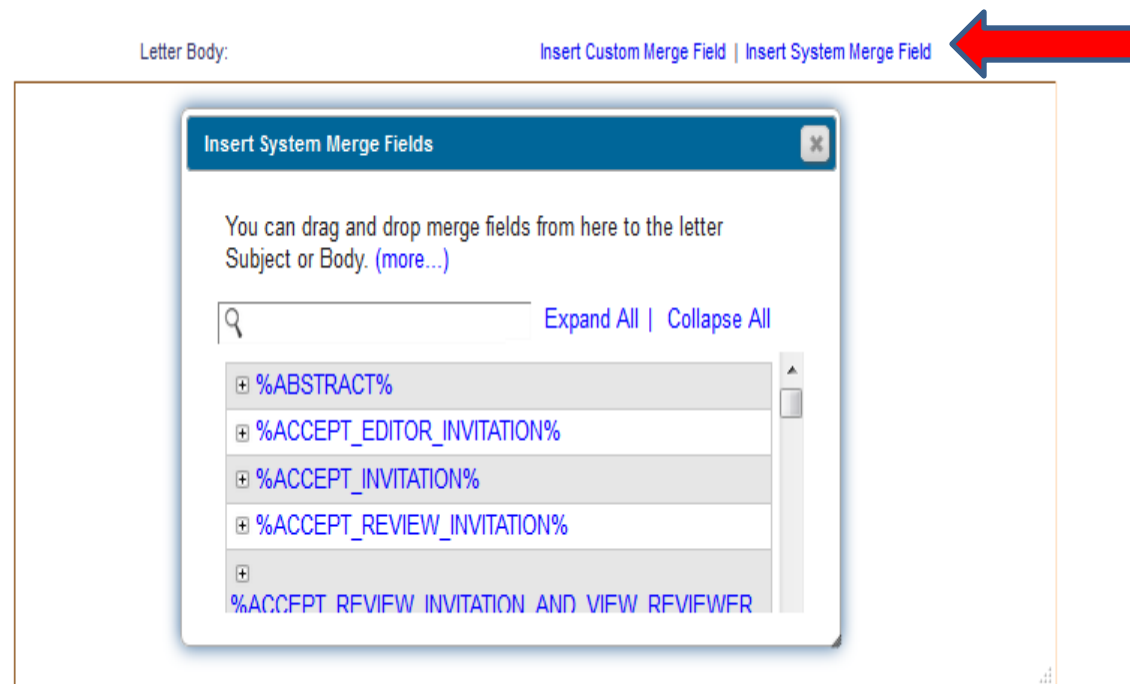 Letter Body: Insert Custom Merge Field | Insert System Merge Field
Insert System Merge Fields
You can drag and drop merge fields from here to the letter
Subject or Body. (more...)
Expand All | Collapse All
%ABSTRACT%
%ACCEPT_EDITOR_INVITATION%
%ACCEPT_INVITATION%
%ACCEPT_REVIEW_INVITATION%
%ACCEPT_REVIEW_INVITATION_AND_VIEW_REVIEWER